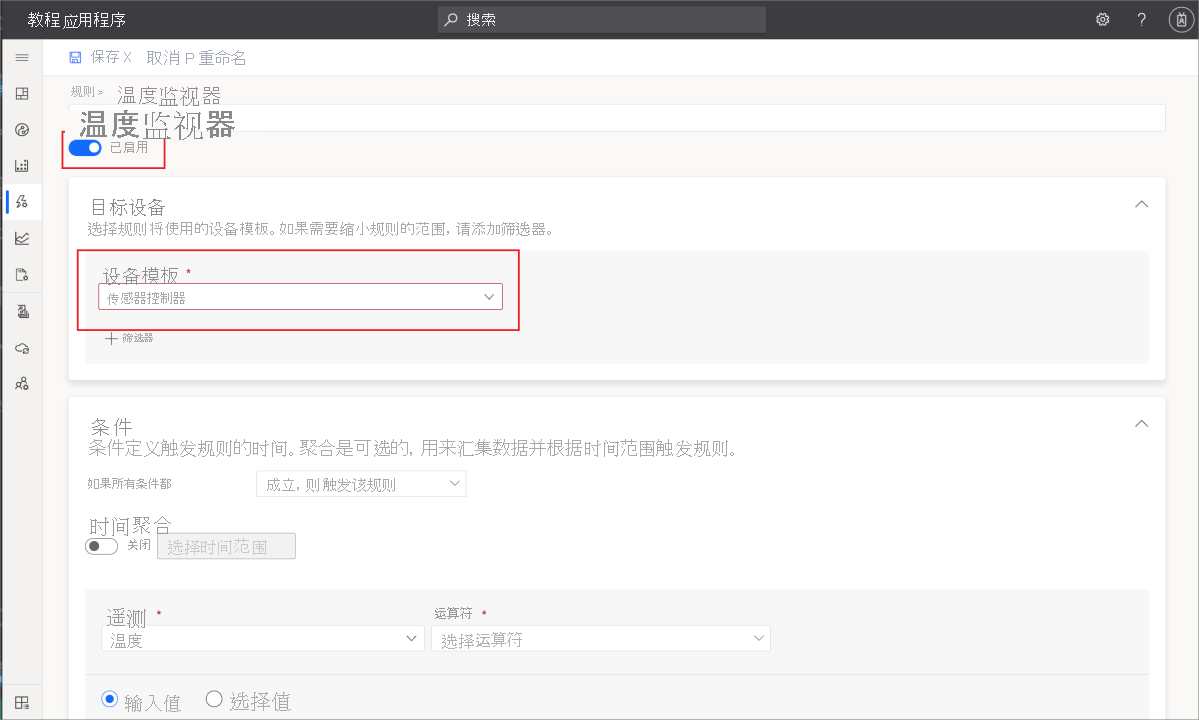 教程应用程序
搜索
?
保存 X 取消 P 重命名
规则 > 温度监视器
温度监视器
已启用
目标设备
选择规则将使用的设备模板。如果需要缩小规则的范围, 请添加筛选器。
设备模板 *
传感器控制器
筛选器
条件
条件定义触发规则的时间。聚合是可选的, 用来汇集数据并根据时间范围触发规则。
如果所有条件都 成立, 则触发该规则
时间聚合
关闭 选择时间范围
遥测 * 运算符 *
温度 选择运算符
输入值 选择值